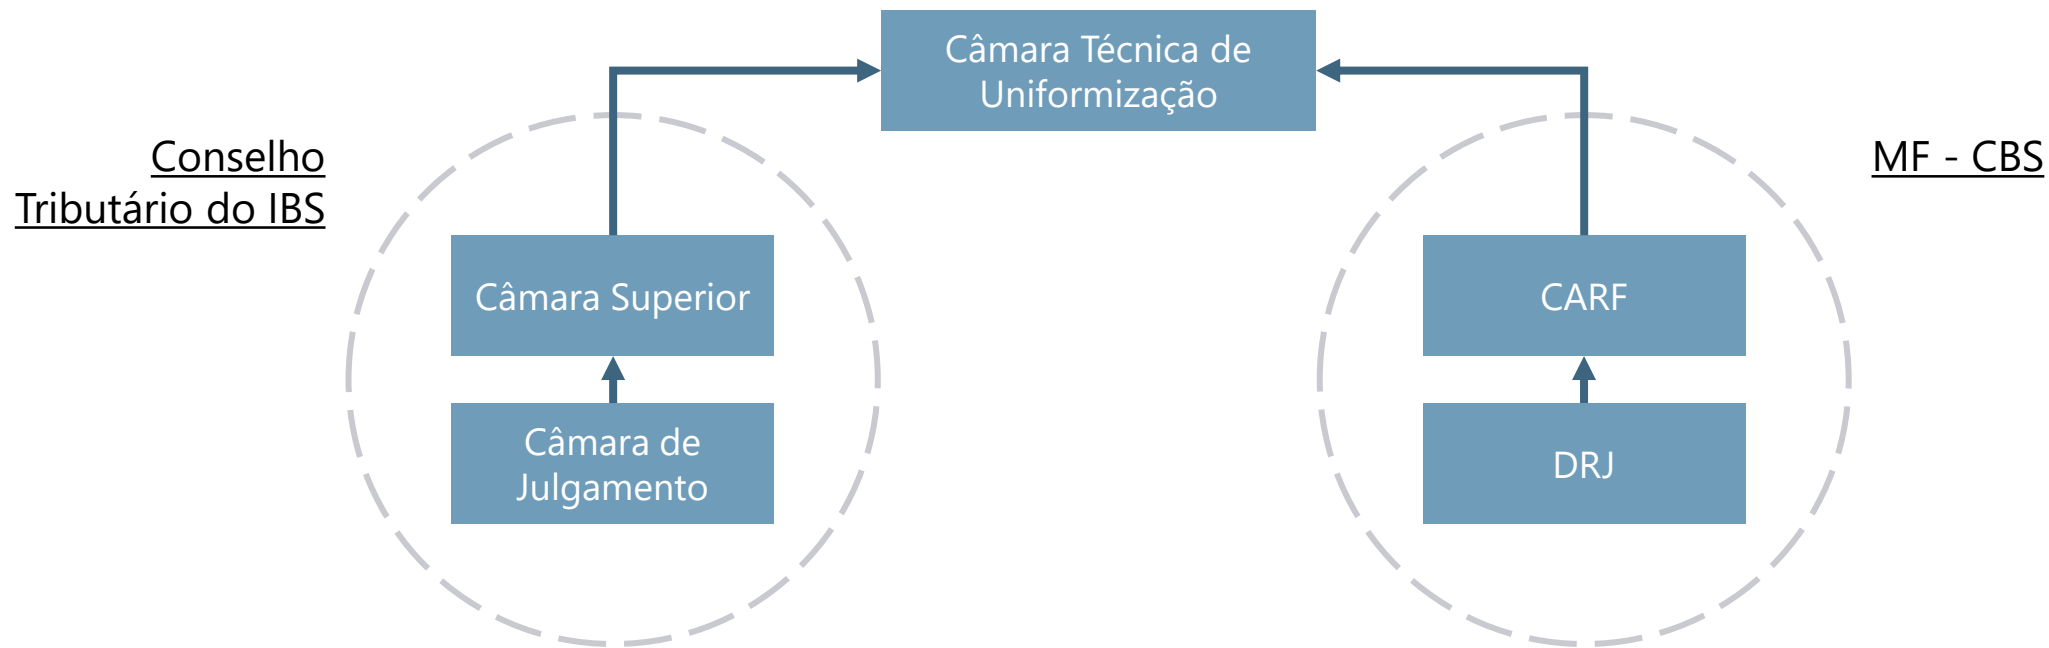 Câmara Técnica de
Uniformização
Conselho
Tributário do IBS
MF - CBS
Câmara Superior
CARF
Câmara de
Julgamento
DRJ